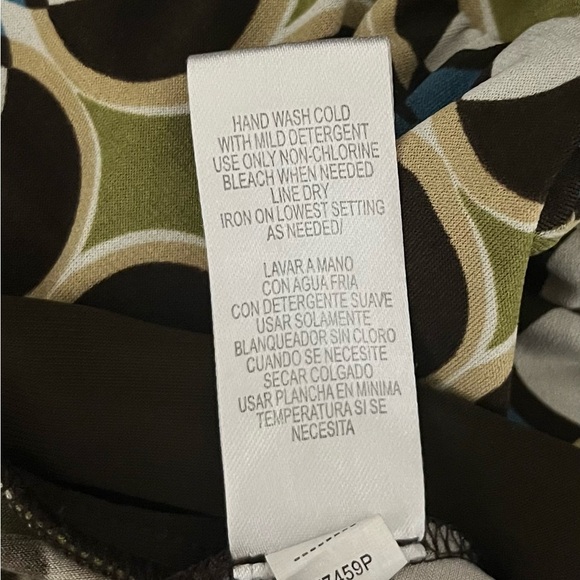 HAND WASH COLD
WITH MILD DETERGENT
USE ONLY NON-CHLORINE
BLEACH WHEN NEEDED
LINE DRY
IRON ON LOWEST SETTING
AS NEEDED/
LAVAR A MANO
CON AGUA FRIA
CON DETERGENTE SUAVE
USAR SOLAMENTE
BLANQUEADOR SIN CLORO
CUANDO SE NECESITE
SECAR COLGADO
USAR PLANCHA EN MINIMA
TEMPERATURA SI SE
NECESITA